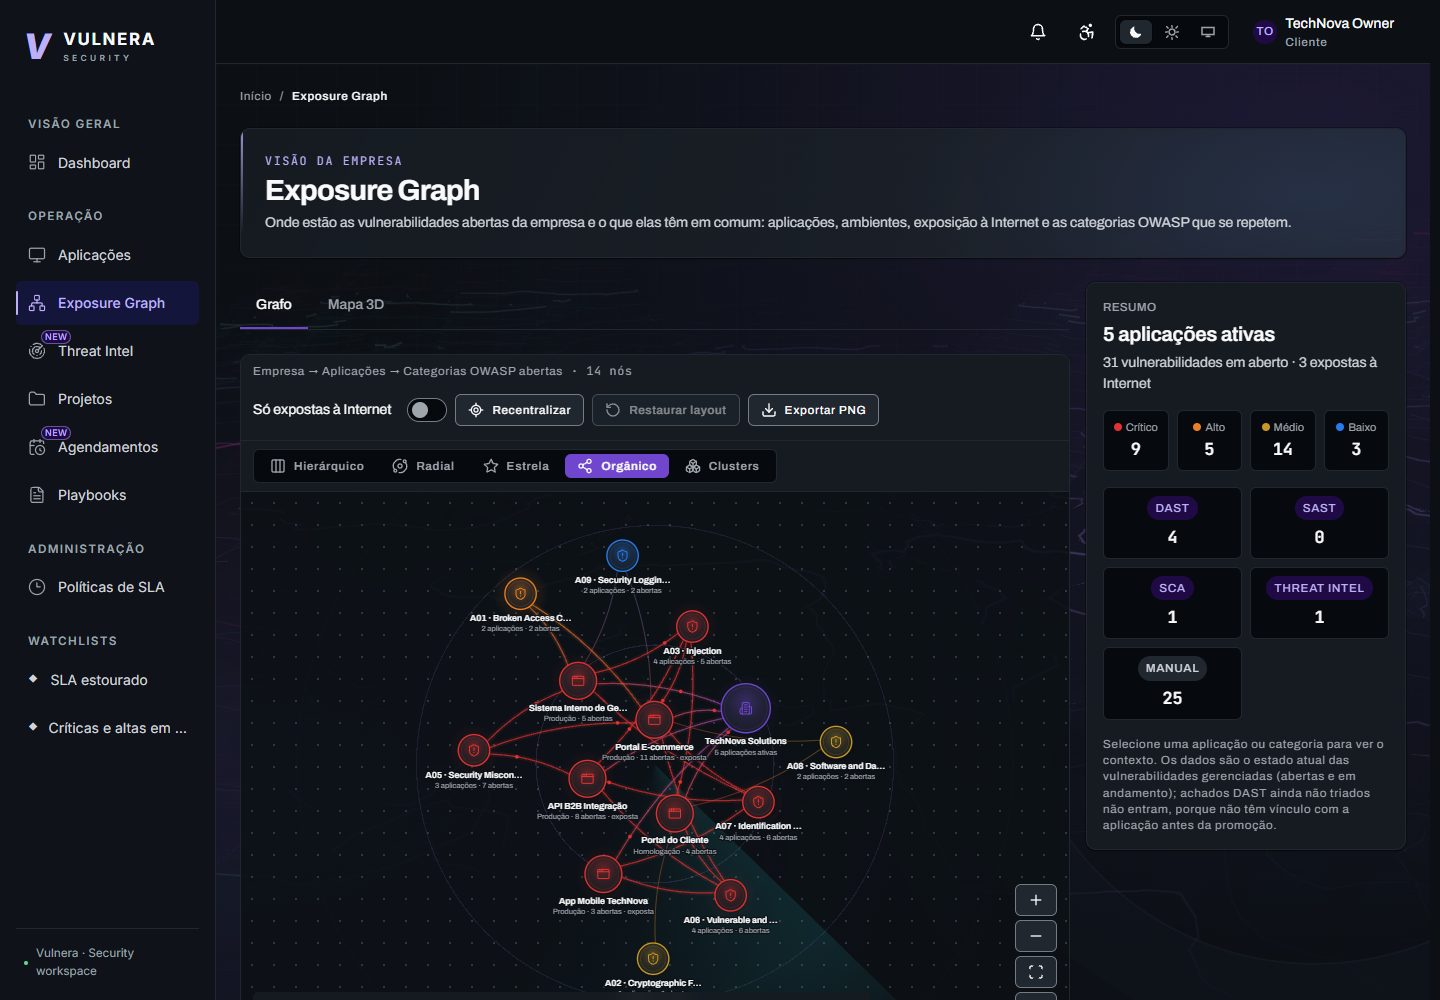 VULNERA
SECURITY
VISÃO GERAL
Dashboard
OPERAÇÃO
Aplicações
Exposure Graph
NEW
Threat Intel
Projetos
NEW
Agendamentos
Playbooks
ADMINISTRAÇÃO
Políticas de SLA
WATCHLISTS
SLA estourado
Críticas e altas em ...
Vulnera · Security
workspace
TO
TechNova Owner
Cliente
Início / Exposure Graph
VISÃO DA EMPRESA
Exposure Graph
Onde estão as vulnerabilidades abertas da empresa e o que elas têm em comum: aplicações, ambientes, exposição à Internet e as categorias OWASP que se repetem.
Grafo
Mapa 3D
Empresa → Aplicações → Categorias OWASP abertas · 14 nós
Só expostas à Internet
Recentralizar
Restaurar layout
Exportar PNG
Hierárquico
Radial
Estrela
Orgânico
Clusters
A09 · Security Loggin...
2 aplicações · 2 abertas
A01 · Broken Access C...
2 aplicações · 2 abertas
A03 · Injection
4 aplicações · 5 abertas
Sistema Interno de Ge...
Produção · 5 abertas
Portal E-commerce
Produção · 11 abertas · exposta
TechNova Solutions
5 aplicações ativas
A08 · Software and Da...
2 aplicações · 2 abertas
A05 · Security Miscon...
3 aplicações · 7 abertas
API B2B Integração
Produção · 8 abertas · exposta
A07 · Identification ...
4 aplicações · 6 abertas
Portal do Cliente
Homologação · 4 abertas
App Mobile TechNova
Produção · 3 abertas · exposta
A06 · Vulnerable and ...
4 aplicações · 6 abertas
A02 · Cryptographic F...
RESUMO
5 aplicações ativas
31 vulnerabilidades em aberto · 3 expostas à
Internet
Crítico
9
Alto
5
Médio
14
Baixo
3
DAST
4
SAST
0
SCA
1
THREAT INTEL
1
MANUAL
25
Selecione uma aplicação ou categoria para ver o
contexto. Os dados são o estado atual das
vulnerabilidades gerenciadas (abertas e em
andamento); achados DAST ainda não triados
não entram, porque não têm vínculo com a
aplicação antes da promoção.